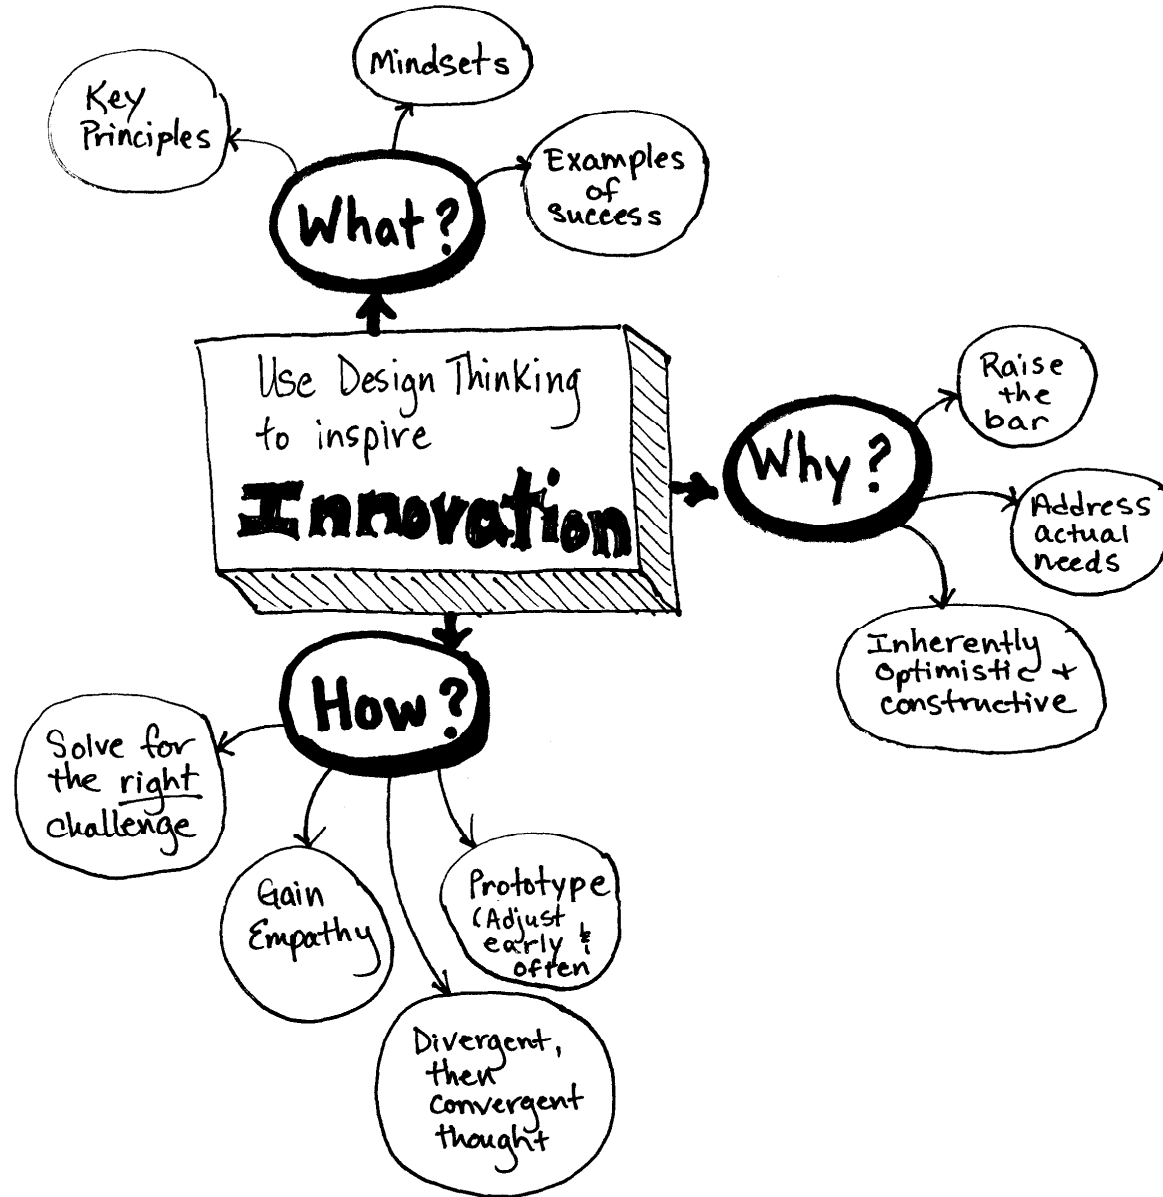 Mindsets
Key
Principles
Examples
of
Success
What?
Use Design Thinking
to inspire
Innovation
Why?
Raise
the
bar
Address
actual
needs
Inherently
Optimistic +
constructive
How?
Solve for
the right
challenge
Gain
Empathy
Prototype
(Adjust
early &
often
Divergent,
then
convergent
thought